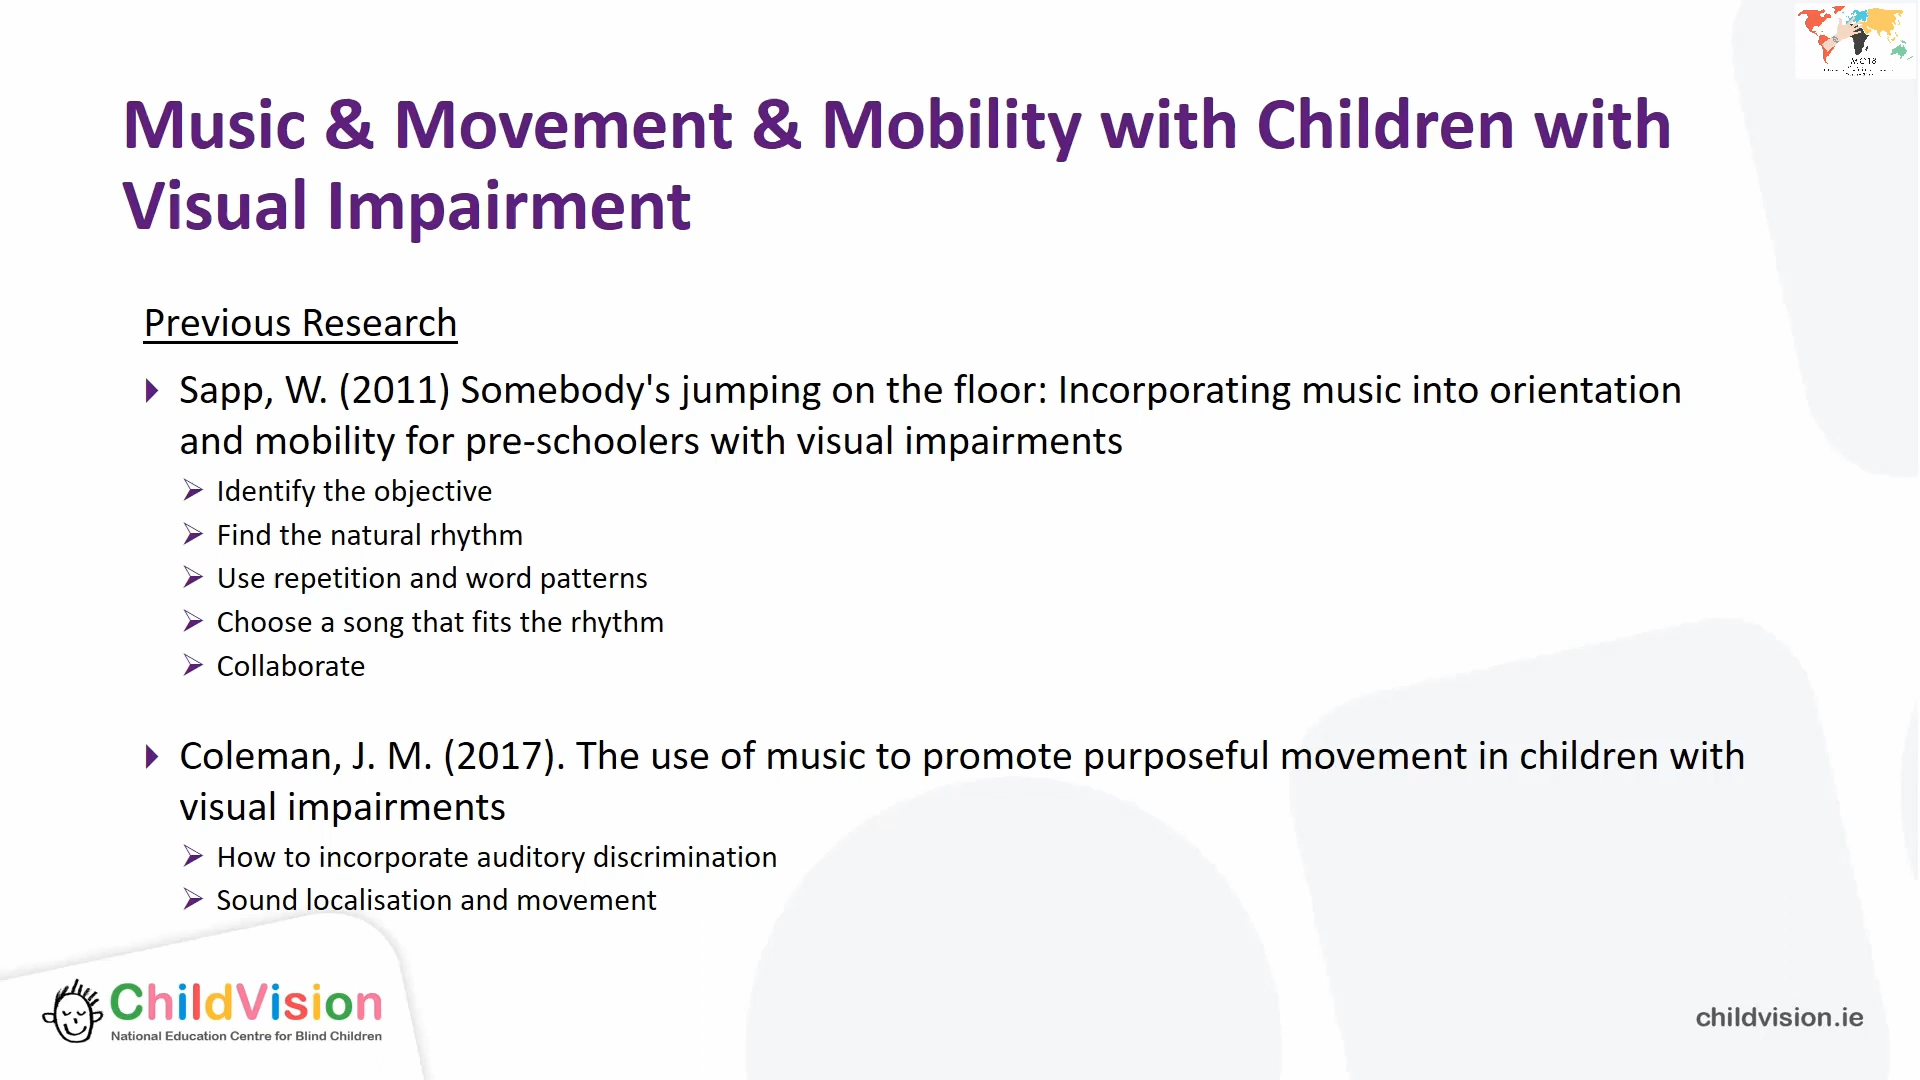 Music & Movement & Mobility with Children with
Visual Impairment
Previous Research
Sapp, W. (2011) Somebody's jumping on the floor: Incorporating music into orientation
and mobility for pre-schoolers with visual impairments
Identify the objective
Find the natural rhythm
Use repetition and word patterns
Choose a song that fits the rhythm
Collaborate
Coleman, J. M. (2017). The use of music to promote purposeful movement in children with
visual impairments
How to incorporate auditory discrimination
Sound localisation and movement
ChildVision
National Education Centre for Blind Children
childvision.ie